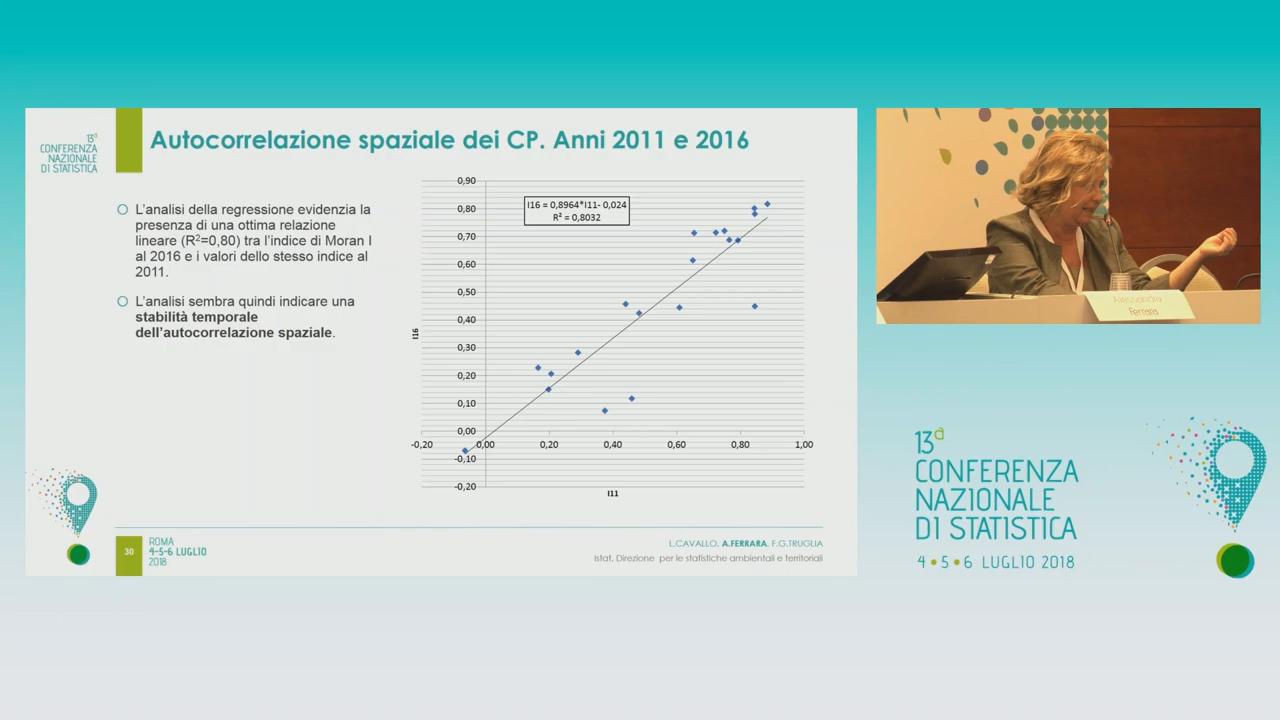 13ª
CONFERENZA
NAZIONALE
DI STATISTICA
Autocorrelazione spaziale dei CP. Anni 2011 e 2016
L'analisi della regressione evidenzia la
presenza di una ottima relazione
lineare (R²=0,80) tra l'indice di Moran I
al 2016 e i valori dello stesso indice al
2011.
L'analisi sembra quindi indicare una
stabilità temporale
dell'autocorrelazione spaziale.
0,90
0,80
0,70
0,60
0,50
0,40
0,30
0,20
0,10
0,00
-0,10
-0,20
I16
I16 = 0,8964*I11- 0,024
R² = 0,8032
-0,20
0,00
0,20
0,40
0,60
0,80
1,00
I11
30
ROMA
4-5-6 LUGLIO
2018
L.CAVALLO, A.FERRARA, F.G.TRUGLIA
Istat, Direzione per le statistiche ambientali e territoriali
Alessandra
Ferrara
13ª
CONFERENZA
NAZIONALE
DI STATISTICA
4 • 5 • 6 LUGLIO 2018